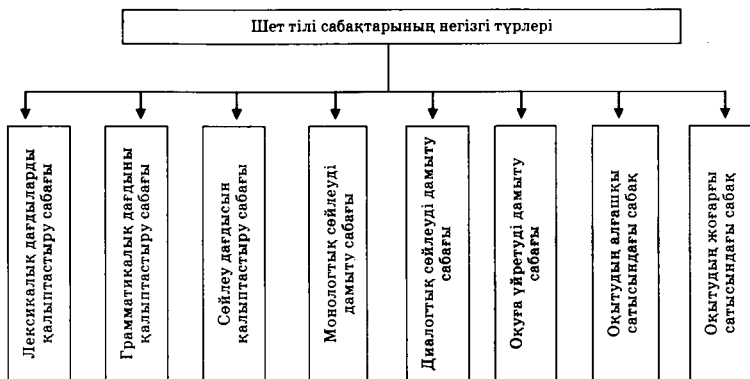 Шет тілі сабақтарының негізгі түрлері
Лексикалық дағдыларды
қалыптастыру сабағы
Грамматикалық дағдыны
қалыптастыру сабағы
Сөйлеу дағдысын
қалыптастыру сабағы
Монологтық сөйлеуді
дамыту сабағы
Диалогтық сөйлеуді дамыту
сабағы
Оқуға үйретуді дамыту
сабағы
Оқытудың алғашқы
сатысындағы сабақ
Оқытудың жоғарғы
сатысындағы сабақ